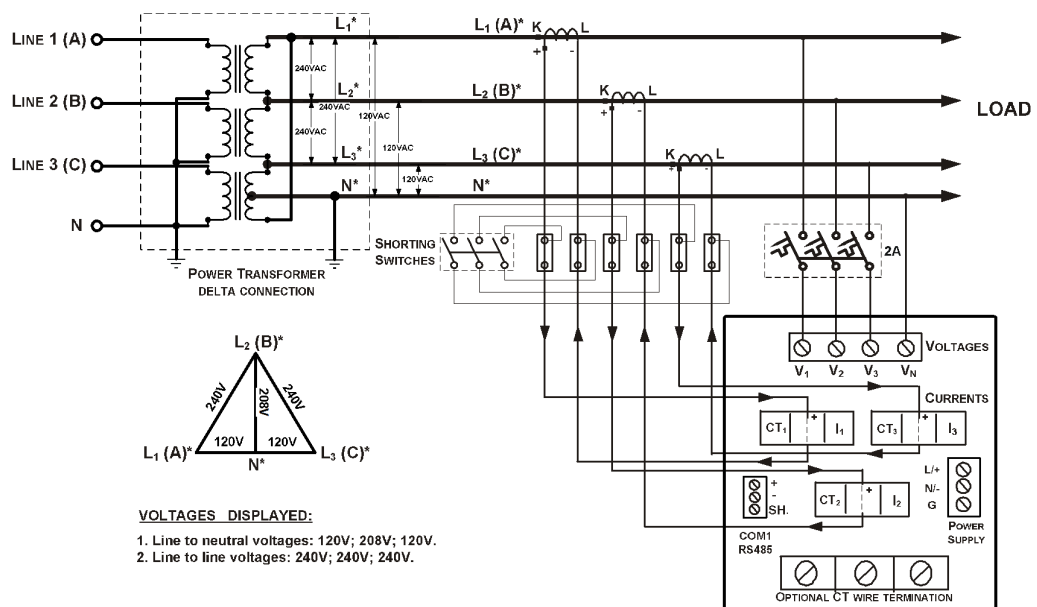 LINE 1 (A)
LINE 2 (B)
LINE 3 (C)
N
L1*
L2*
L3*
N*
240VAC
240VAC
240VAC
120VAC
120VAC
120VAC
L1 (A)*
L2 (B)*
L3 (C)*
N*
K L
+ -
K L
+ -
K L
+ -
LOAD
POWER TRANSFORMER
DELTA CONNECTION
SHORTING
SWITCHES
2A
L2 (B)*
240V
208V
240V
120V 120V
L1 (A)*
N*
L3 (C)*
VOLTAGES DISPLAYED:
1. Line to neutral voltages: 120V; 208V; 120V.
2. Line to line voltages: 240V; 240V; 240V.
VOLTAGES
V1 V2 V3 VN
CURRENTS
CT1 + I1
CT3 + I3
CT2 + I2
+
-
SH.
COM1
RS485
L/+
N/-
G
POWER
SUPPLY
OPTIONAL CT WIRE TERMINATION